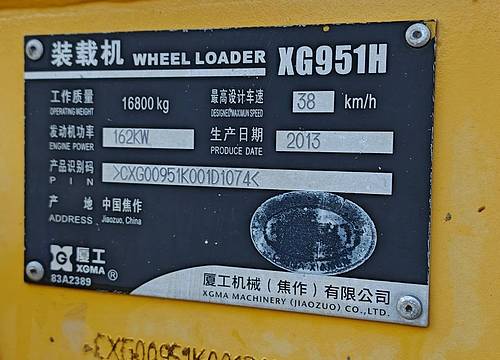 装载机 WHEEL LOADER XG951H
工作质量 16800 kg 最高设计车速 38 km/h
OPERATING WEIGHT DESIGNED MAXIMUN SPEED
发动机功率 162KW 生产日期 2013
ENGINE POWER PRODUCE DATE
产品识别码 >CXG00951K001D1074<
P I N
产 地 中国焦作
ADDRESS Jiaozuo, China
厦工
XGMA ®
83A2389
厦工机械（焦作）有限公司
XGMA MACHINERY (JIAOZUO) CO., LTD.
CXG00951K001D